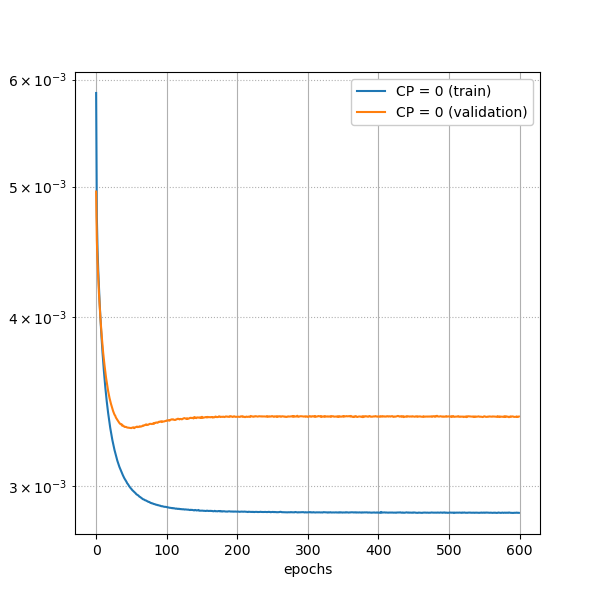 6 × 10⁻³
5 × 10⁻³
4 × 10⁻³
3 × 10⁻³
CP = 0 (train)
CP = 0 (validation)
0 100 200 300 400 500 600
epochs